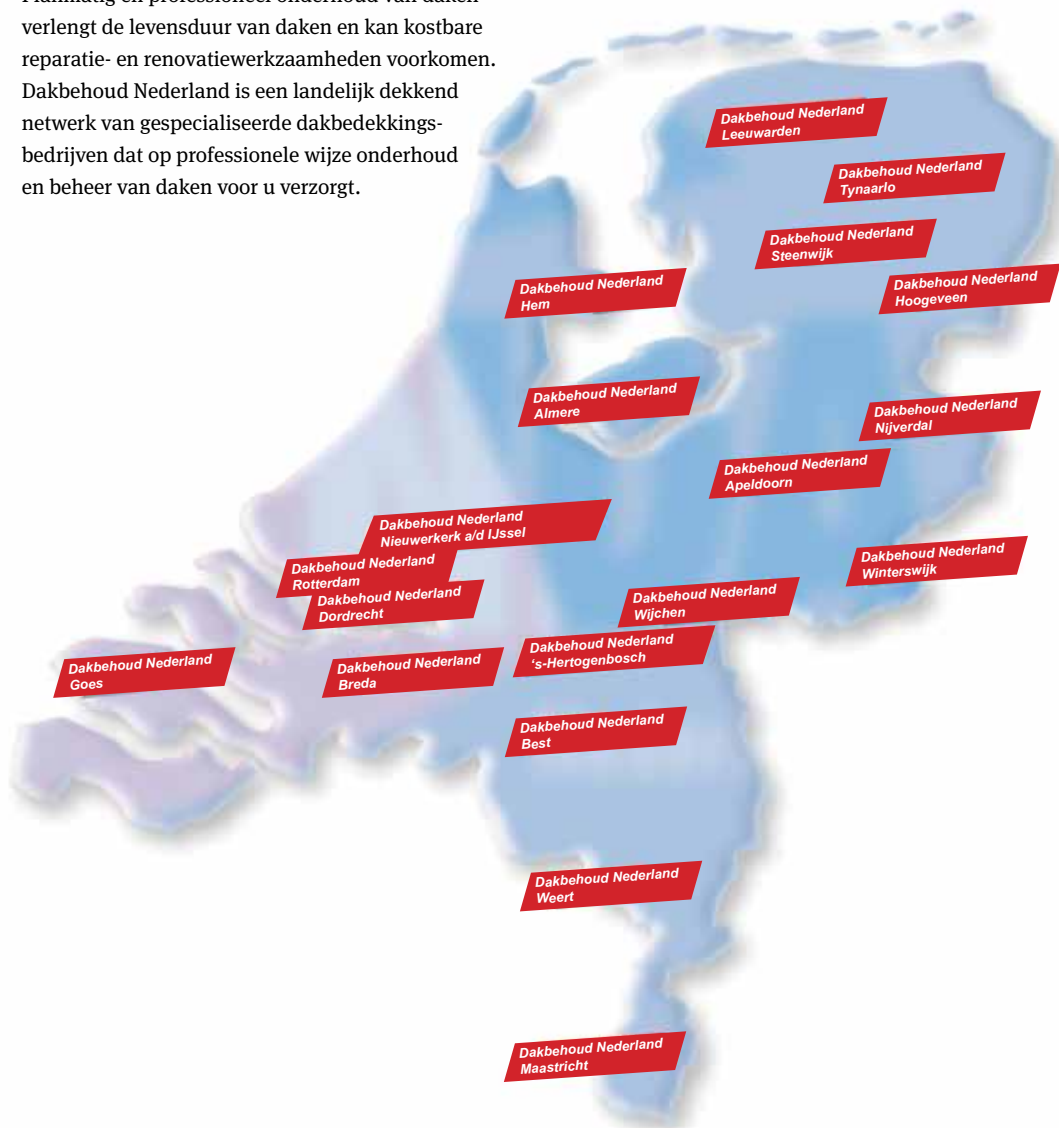 verlengt de levensduur van daken en kan kostbare
reparatie- en renovatiewerkzaamheden voorkomen.
Dakbehoud Nederland is een landelijk dekkend
netwerk van gespecialiseerde dakbedekkings-
bedrijven dat op professionele wijze onderhoud
en beheer van daken voor u verzorgt.
Dakbehoud Nederland
Leeuwarden
Dakbehoud Nederland
Tynaarlo
Dakbehoud Nederland
Steenwijk
Dakbehoud Nederland
Hem
Dakbehoud Nederland
Hoogeveen
Dakbehoud Nederland
Almere
Dakbehoud Nederland
Nijverdal
Dakbehoud Nederland
Apeldoorn
Dakbehoud Nederland
Nieuwerkerk a/d IJssel
Dakbehoud Nederland
Rotterdam
Dakbehoud Nederland
Winterswijk
Dakbehoud Nederland
Dordrecht
Dakbehoud Nederland
Wijchen
Dakbehoud Nederland
‘s-Hertogenbosch
Dakbehoud Nederland
Goes
Dakbehoud Nederland
Breda
Dakbehoud Nederland
Best
Dakbehoud Nederland
Weert
Dakbehoud Nederland
Maastricht